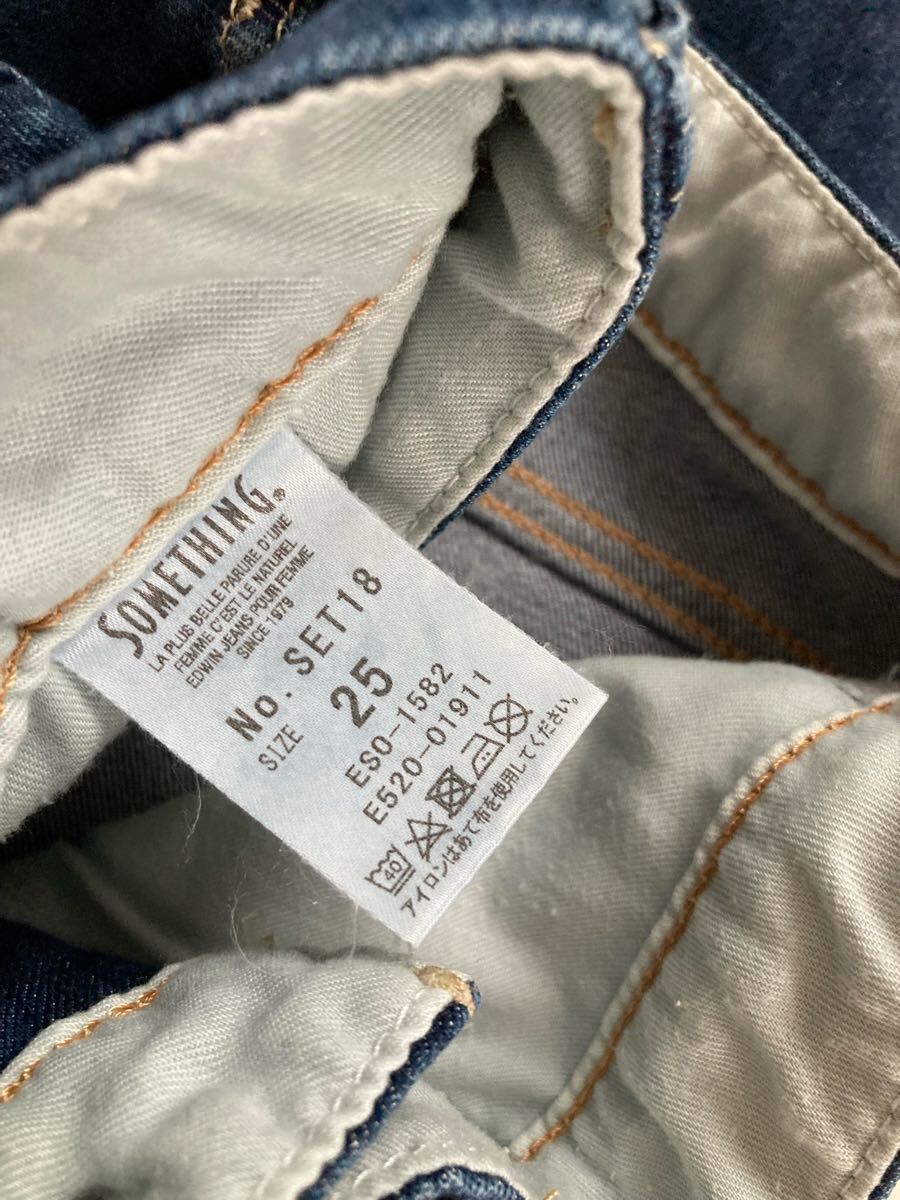 SOMETHING®
LA PLUS BELLE PARURE D'UNE
FEMME C'EST LE NATUREL
EDWIN JEANS POUR FEMME
SINCE 1979
No. SET18
SIZE 25
ESO-1582
E520-01911
40
アイロンはあて布を使用してください。